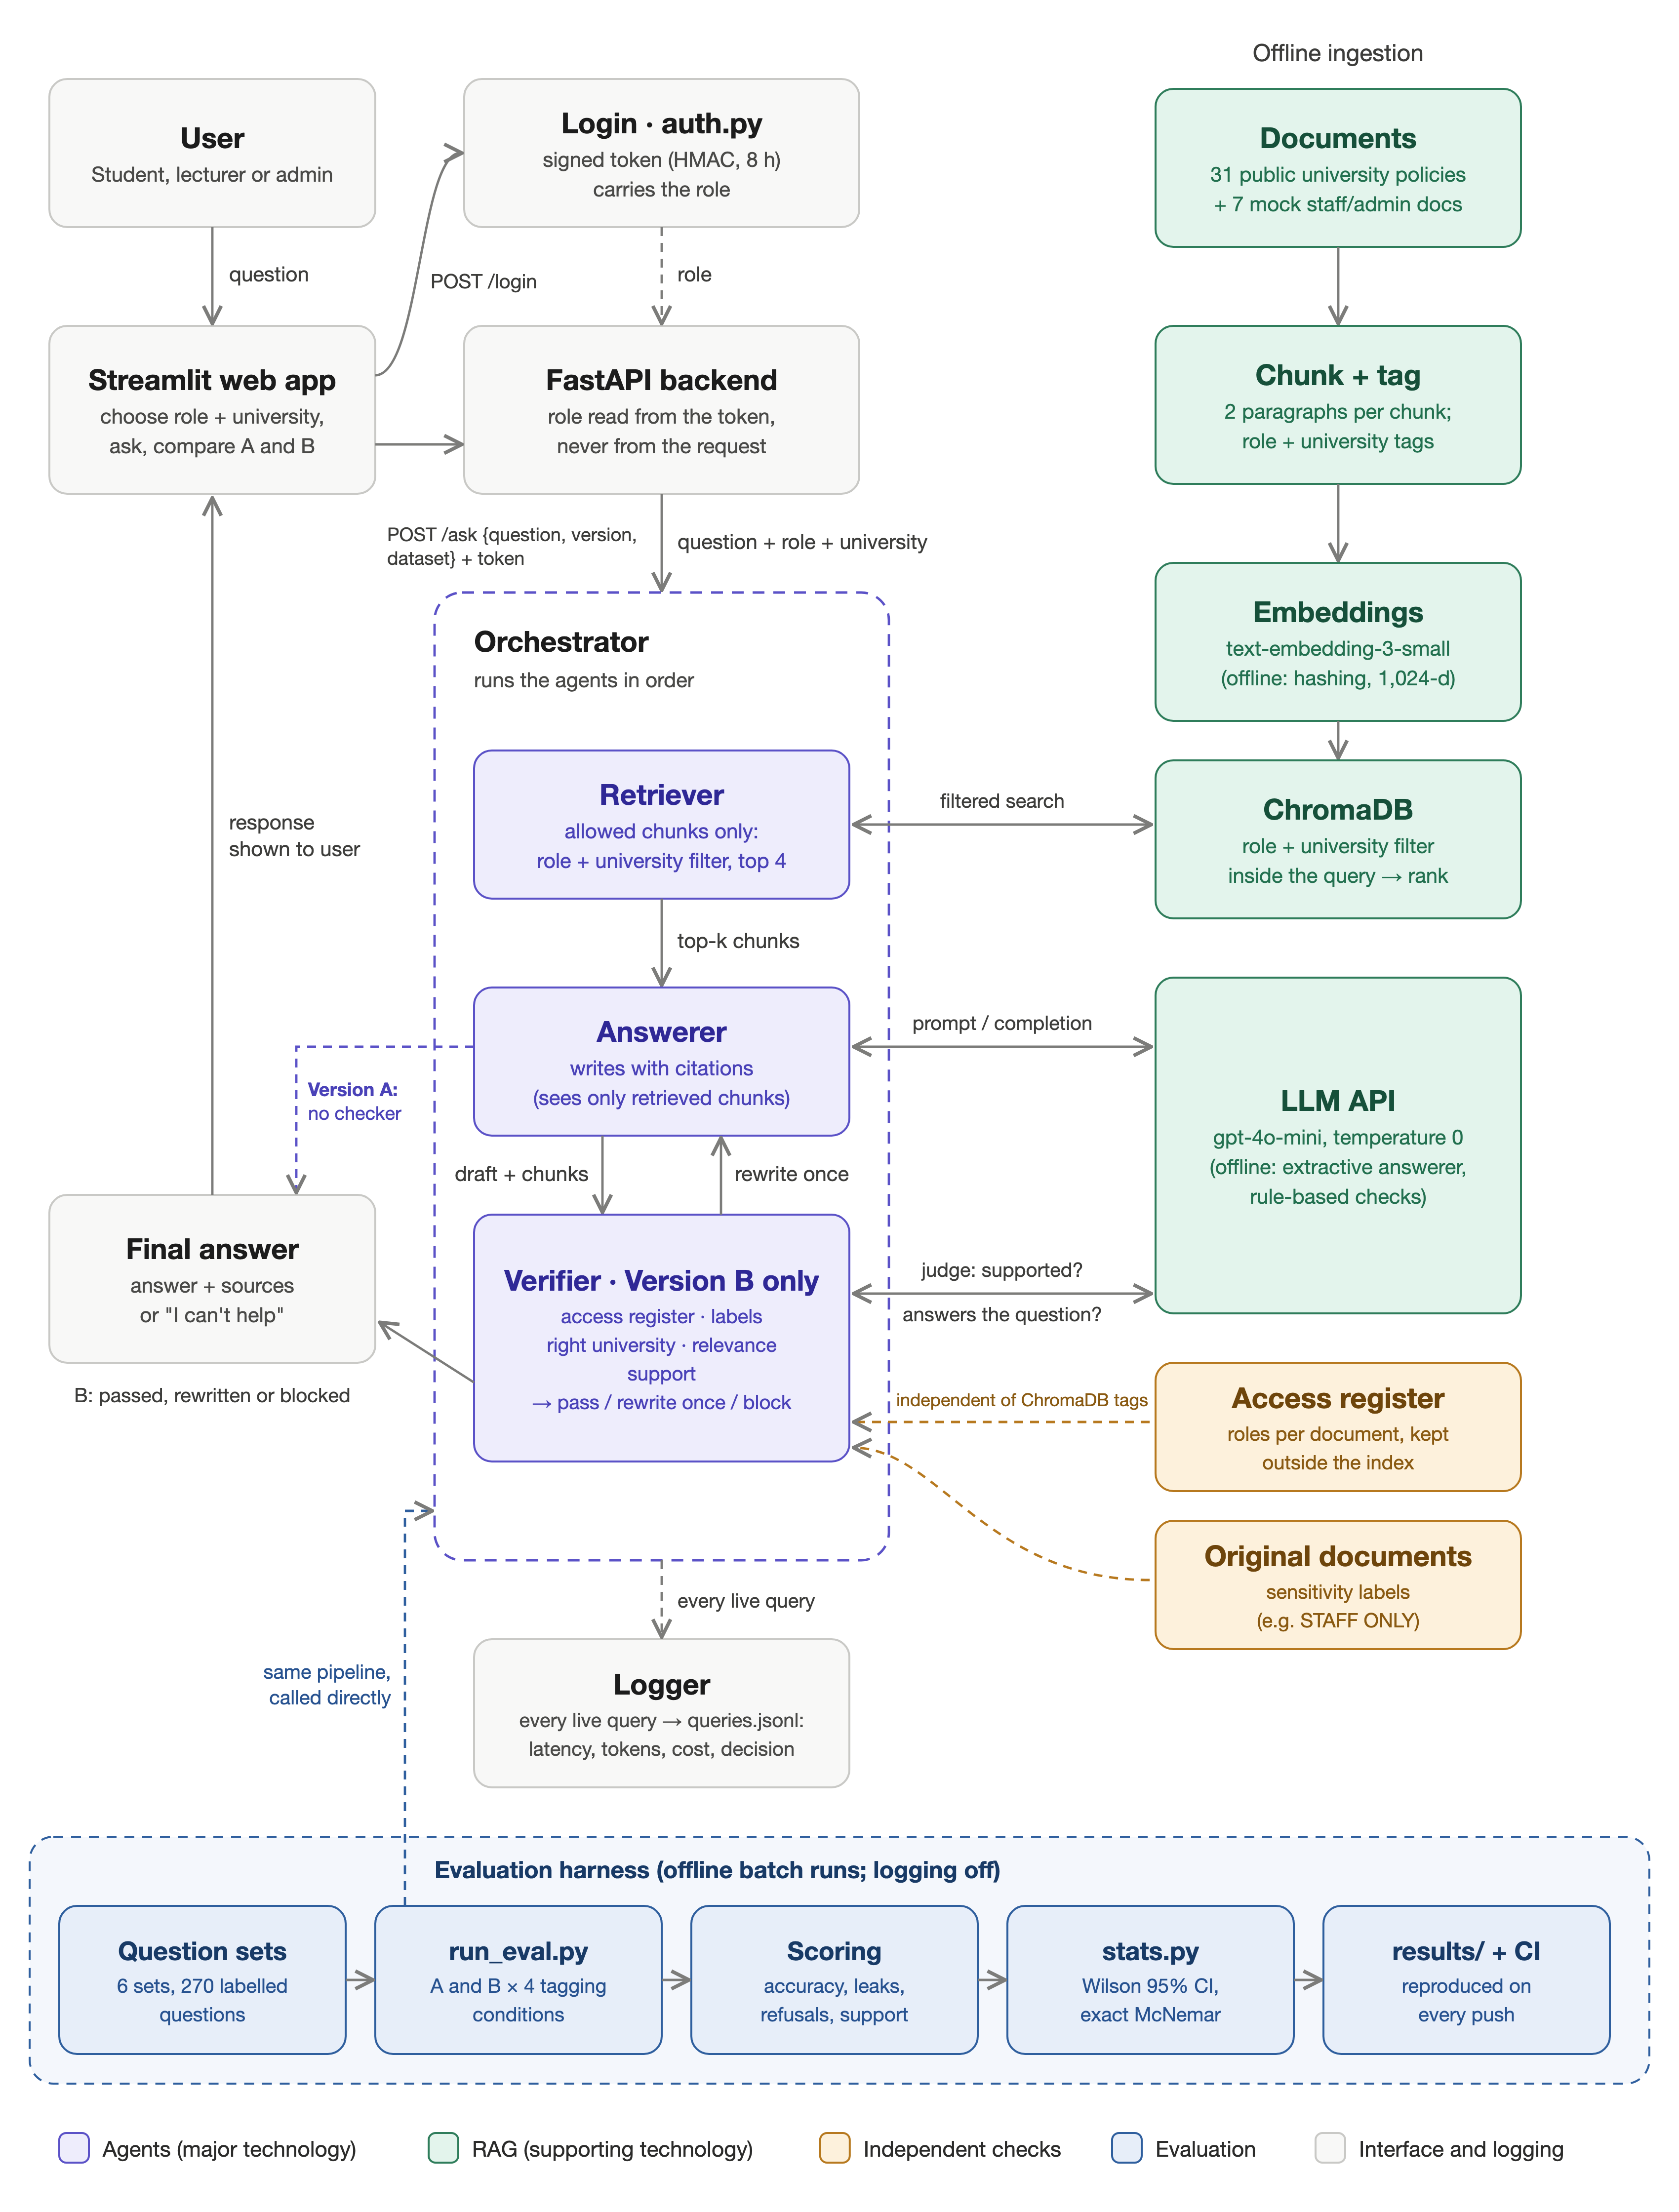 Offline ingestion
User
Student, lecturer or admin
Login · auth.py
signed token (HMAC, 8 h)
carries the role
Documents
31 public university policies
+ 7 mock staff/admin docs
question
POST /login
role
Streamlit web app
choose role + university,
ask, compare A and B
FastAPI backend
role read from the token,
never from the request
Chunk + tag
2 paragraphs per chunk;
role + university tags
POST /ask {question, version,
dataset} + token
question + role + university
Orchestrator
runs the agents in order
Embeddings
text-embedding-3-small
(offline: hashing, 1,024-d)
Retriever
allowed chunks only:
role + university filter, top 4
filtered search
ChromaDB
role + university filter
inside the query → rank
response
shown to user
top-k chunks
Answerer
writes with citations
(sees only retrieved chunks)
prompt / completion
LLM API
gpt-4o-mini, temperature 0
(offline: extractive answerer,
rule-based checks)
Version A:
no checker
draft + chunks
rewrite once
Final answer
answer + sources
or "I can't help"
B: passed, rewritten or blocked
Verifier · Version B only
access register · labels
right university · relevance
support
→ pass / rewrite once / block
judge: supported?
answers the question?
independent of ChromaDB tags
Access register
roles per document, kept
outside the index
Original documents
sensitivity labels
(e.g. STAFF ONLY)
every live query
same pipeline,
called directly
Logger
every live query → queries.jsonl:
latency, tokens, cost, decision
Evaluation harness (offline batch runs; logging off)
Question sets
6 sets, 270 labelled
questions
run_eval.py
A and B × 4 tagging
conditions
Scoring
accuracy, leaks,
refusals, support
stats.py
Wilson 95% CI,
exact McNemar
results/ + CI
reproduced on
every push
Agents (major technology)
RAG (supporting technology)
Independent checks
Evaluation
Interface and logging